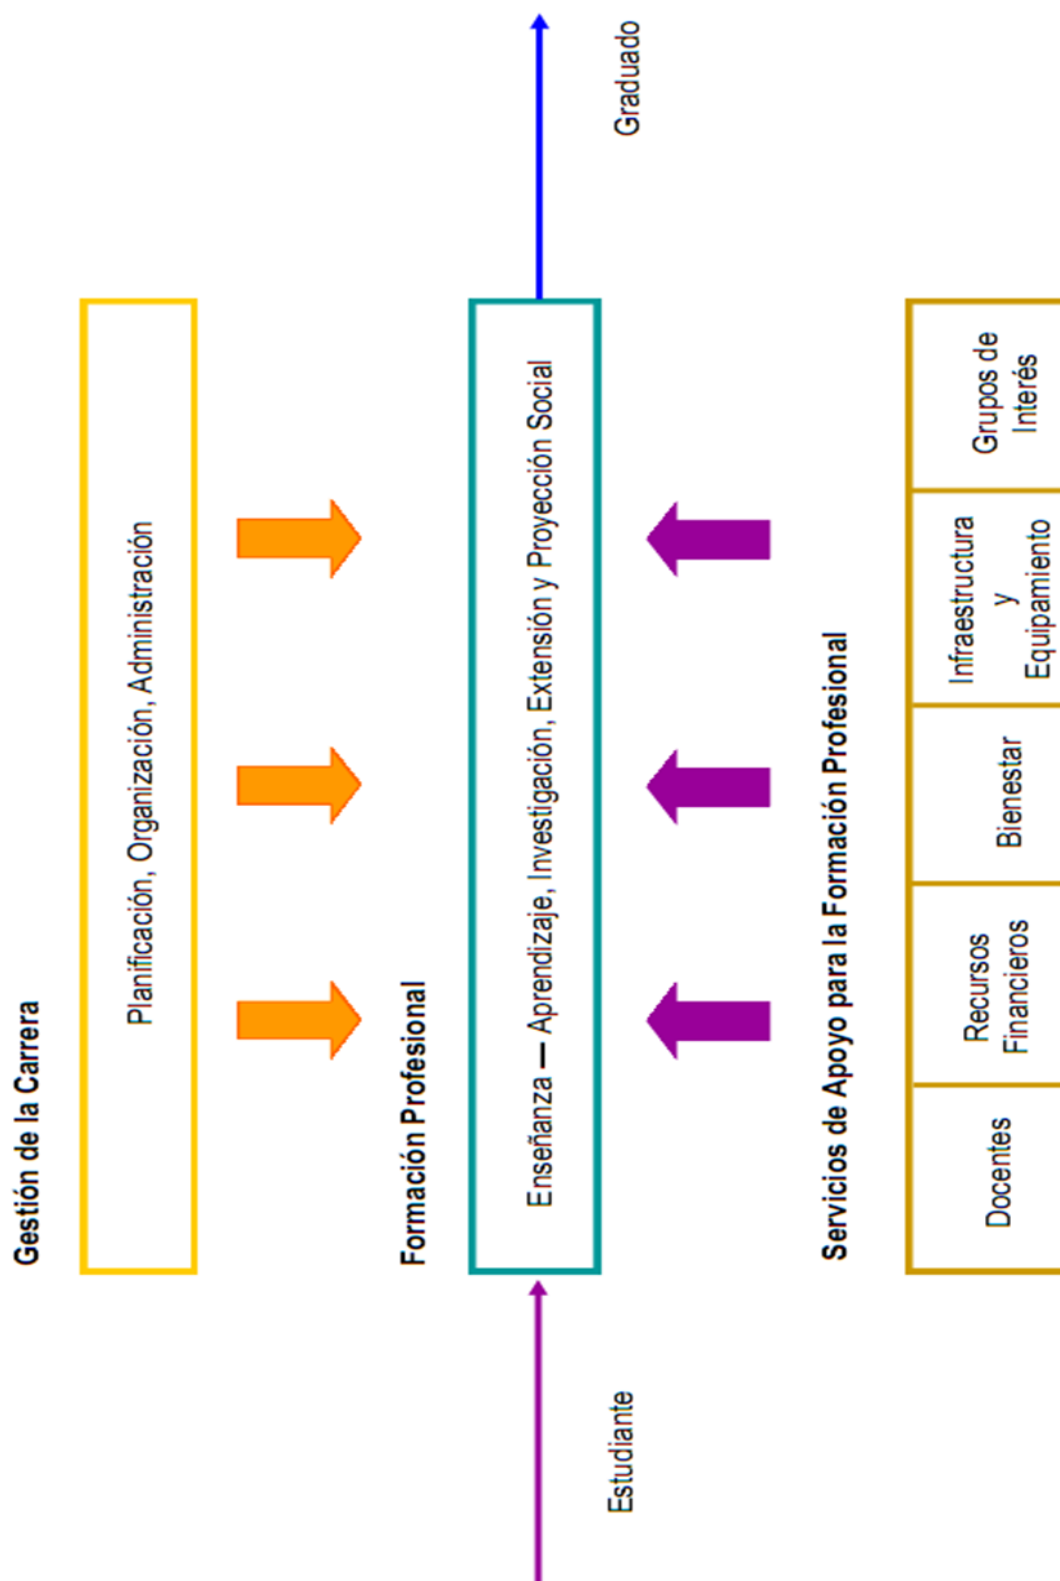 Gestión de la Carrera
Planificación, Organización, Administración
Formación Profesional
Enseñanza — Aprendizaje, Investigación, Extensión y Proyección Social
Estudiante
Graduado
Servicios de Apoyo para la Formación Profesional
Docentes
Recursos
Financieros
Bienestar
Infraestructura
y
Equipamiento
Grupos de
Interés